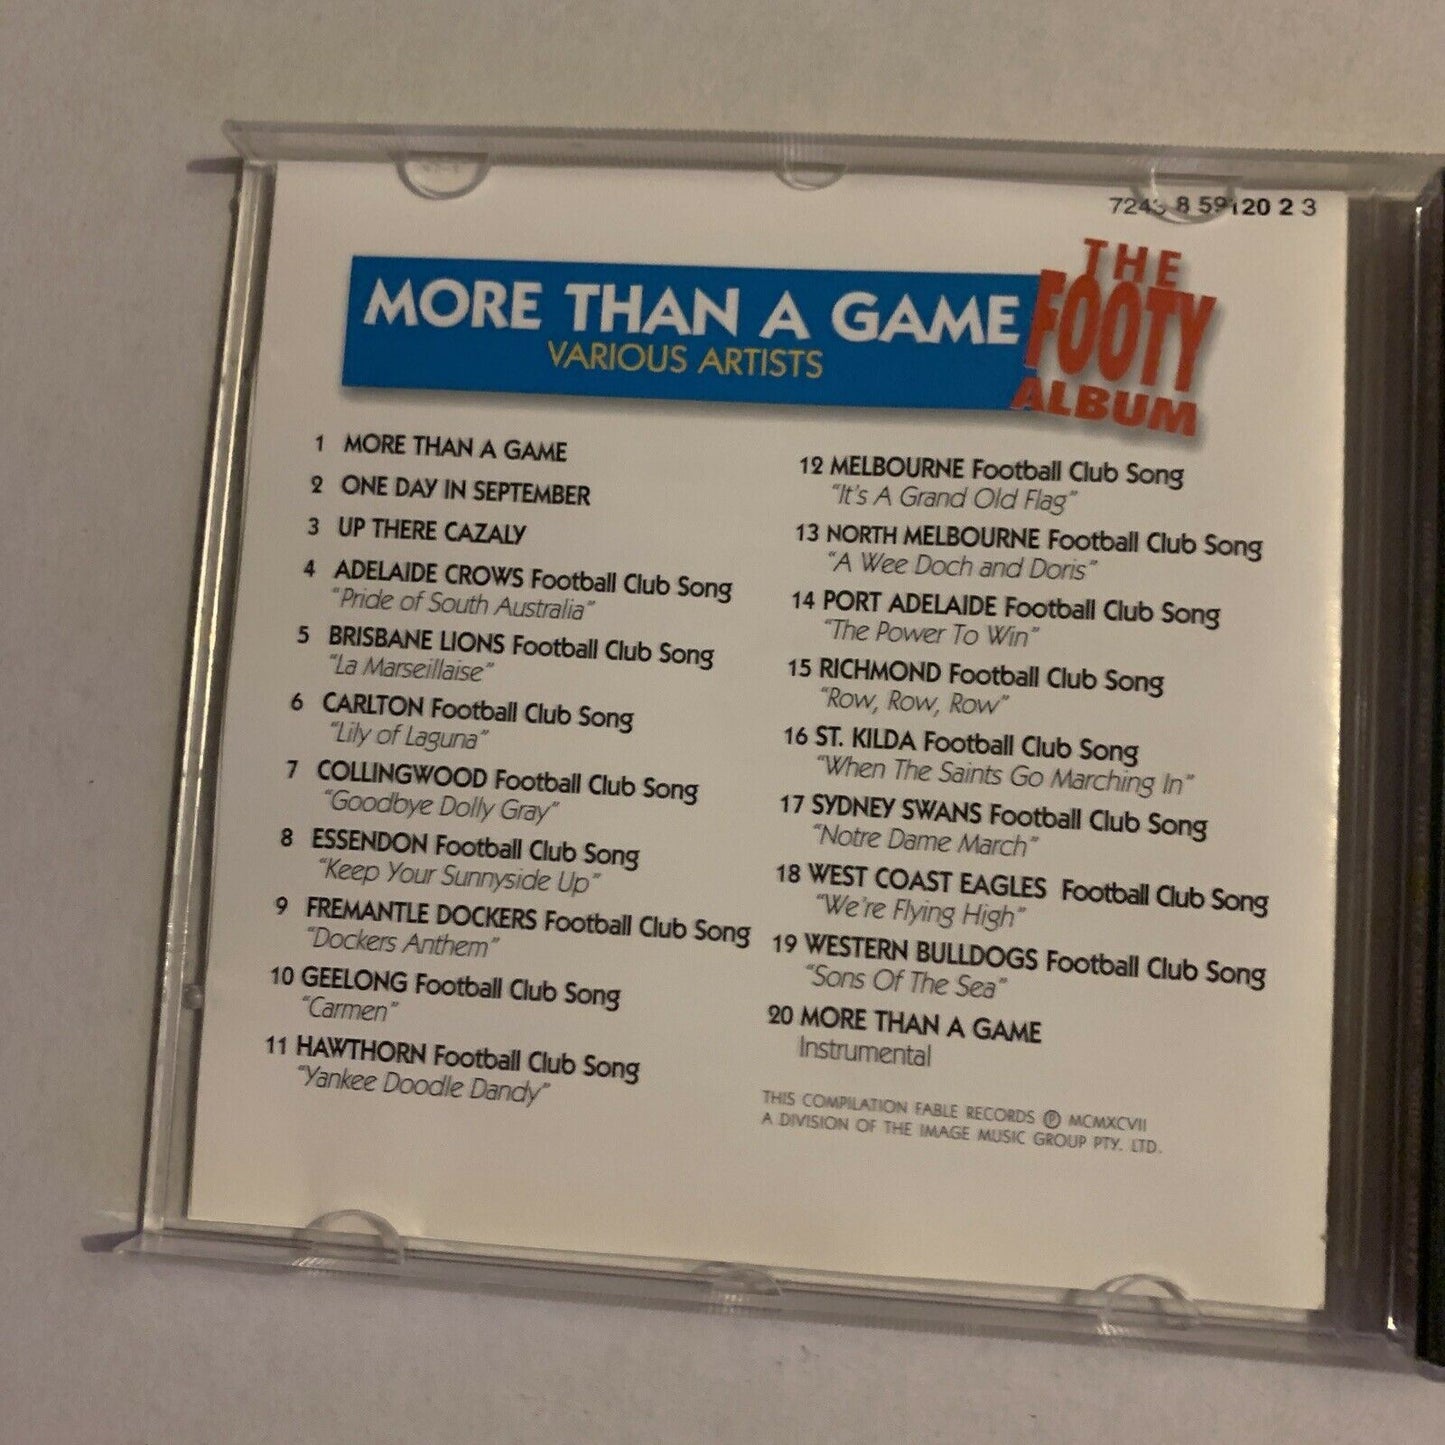 7243 8 59120 2 3
MORE THAN A GAME
VARIOUS ARTISTS
THE
FOOTY
ALBUM
1 MORE THAN A GAME
2 ONE DAY IN SEPTEMBER
3 UP THERE CAZALY
4 ADELAIDE CROWS Football Club Song
"Pride of South Australia"
5 BRISBANE LIONS Football Club Song
"La Marseillaise"
6 CARLTON Football Club Song
"Lily of Laguna"
7 COLLINGWOOD Football Club Song
"Goodbye Dolly Gray"
8 ESSENDON Football Club Song
"Keep Your Sunnyside Up"
9 FREMANTLE DOCKERS Football Club Song
"Dockers Anthem"
10 GEELONG Football Club Song
"Carmen"
11 HAWTHORN Football Club Song
"Yankee Doodle Dandy"
12 MELBOURNE Football Club Song
"It's A Grand Old Flag"
13 NORTH MELBOURNE Football Club Song
"A Wee Doch and Doris"
14 PORT ADELAIDE Football Club Song
"The Power To Win"
15 RICHMOND Football Club Song
"Row, Row, Row"
16 ST. KILDA Football Club Song
"When The Saints Go Marching In"
17 SYDNEY SWANS Football Club Song
"Notre Dame March"
18 WEST COAST EAGLES Football Club Song
"We're Flying High"
19 WESTERN BULLDOGS Football Club Song
"Sons Of The Sea"
20 MORE THAN A GAME
Instrumental
THIS COMPILATION FABLE RECORDS ℗ MCMXCVII
A DIVISION OF THE IMAGE MUSIC GROUP PTY. LTD.